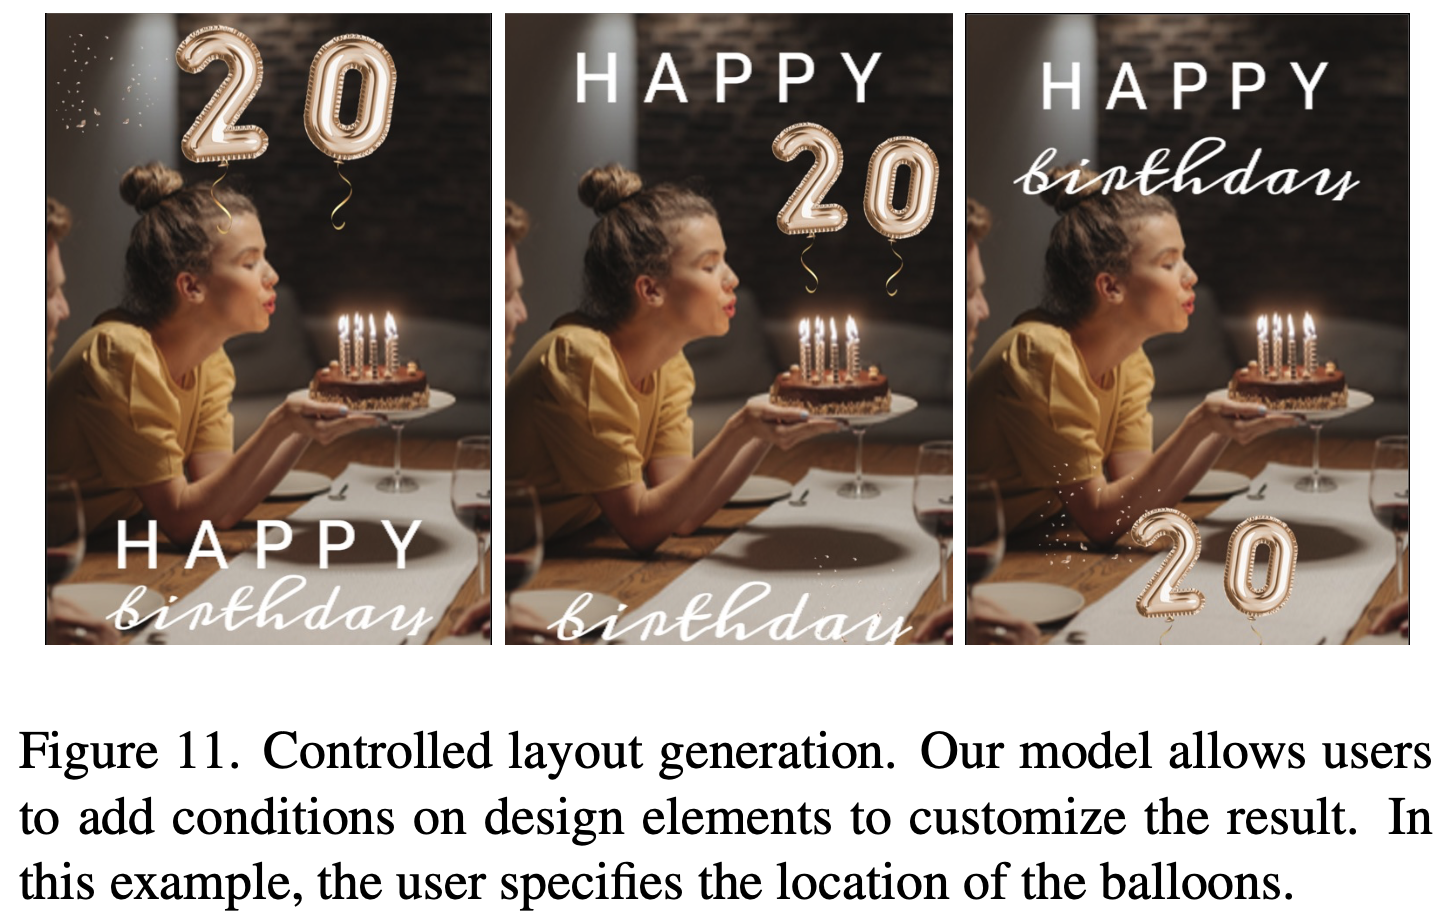 20
HAPPY
birthday
HAPPY
20
birthday
HAPPY
birthday
20
Figure 11. Controlled layout generation. Our model allows users
to add conditions on design elements to customize the result. In
this example, the user specifies the location of the balloons.